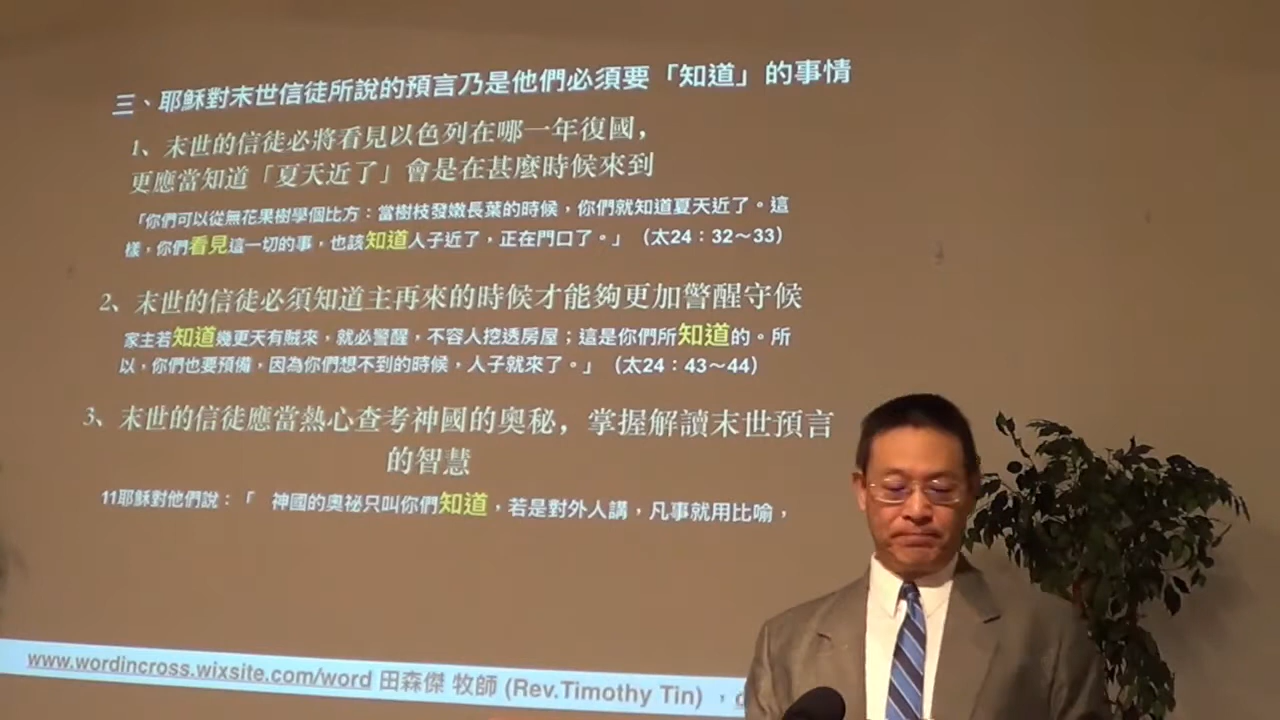 三、耶穌對末世信徒所說的預言乃是他們必須要「知道」的事情
1、末世的信徒必將看見以色列在哪一年復國，
更應當知道「夏天近了」會是在甚麼時候來到
「你們可以從無花果樹學個比方：當樹枝發嫩長葉的時候，你們就知道夏天近了。這
樣，你們看見這一切的事，也該知道人子近了，正在門口了。」（太24：32～33）
2、末世的信徒必須知道主再來的時候才能夠更加警醒守候
家主若知道幾更天有賊來，就必警醒，不容人挖透房屋；這是你們所知道的。所
以，你們也要預備，因為你們想不到的時候，人子就來了。」（太24：43～44）
3、末世的信徒應當熱心查考神國的奧秘，掌握解讀末世預言
的智慧
11耶穌對他們說：「 神國的奧祕只叫你們知道，若是對外人講，凡事就用比喻，
www.wordincross.wixsite.com/word 田森傑 牧師 (Rev.Timothy Tin) ，